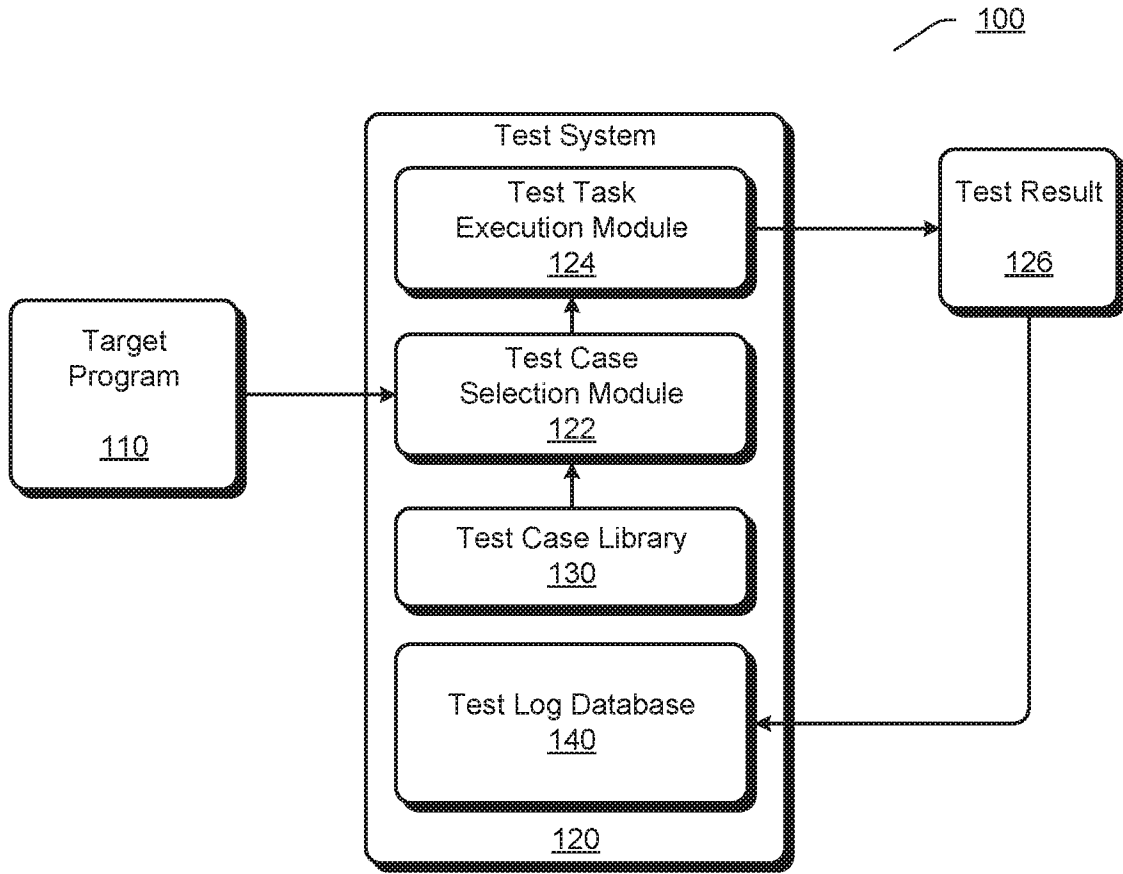 100
Test System
Test Task
Execution Module
124
Test Result
126
Target
Program
110
Test Case
Selection Module
122
Test Case Library
130
Test Log Database
140
120